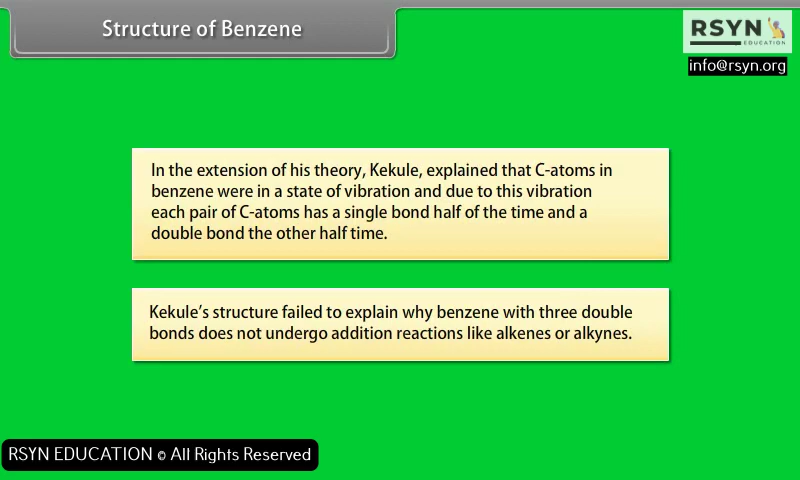 Structure of Benzene
RSYN
EDUCATION
info@rsyn.org
In the extension of his theory, Kekule, explained that C-atoms in
benzene were in a state of vibration and due to this vibration
each pair of C-atoms has a single bond half of the time and a
double bond the other half time.
Kekule’s structure failed to explain why benzene with three double
bonds does not undergo addition reactions like alkenes or alkynes.
RSYN EDUCATION © All Rights Reserved